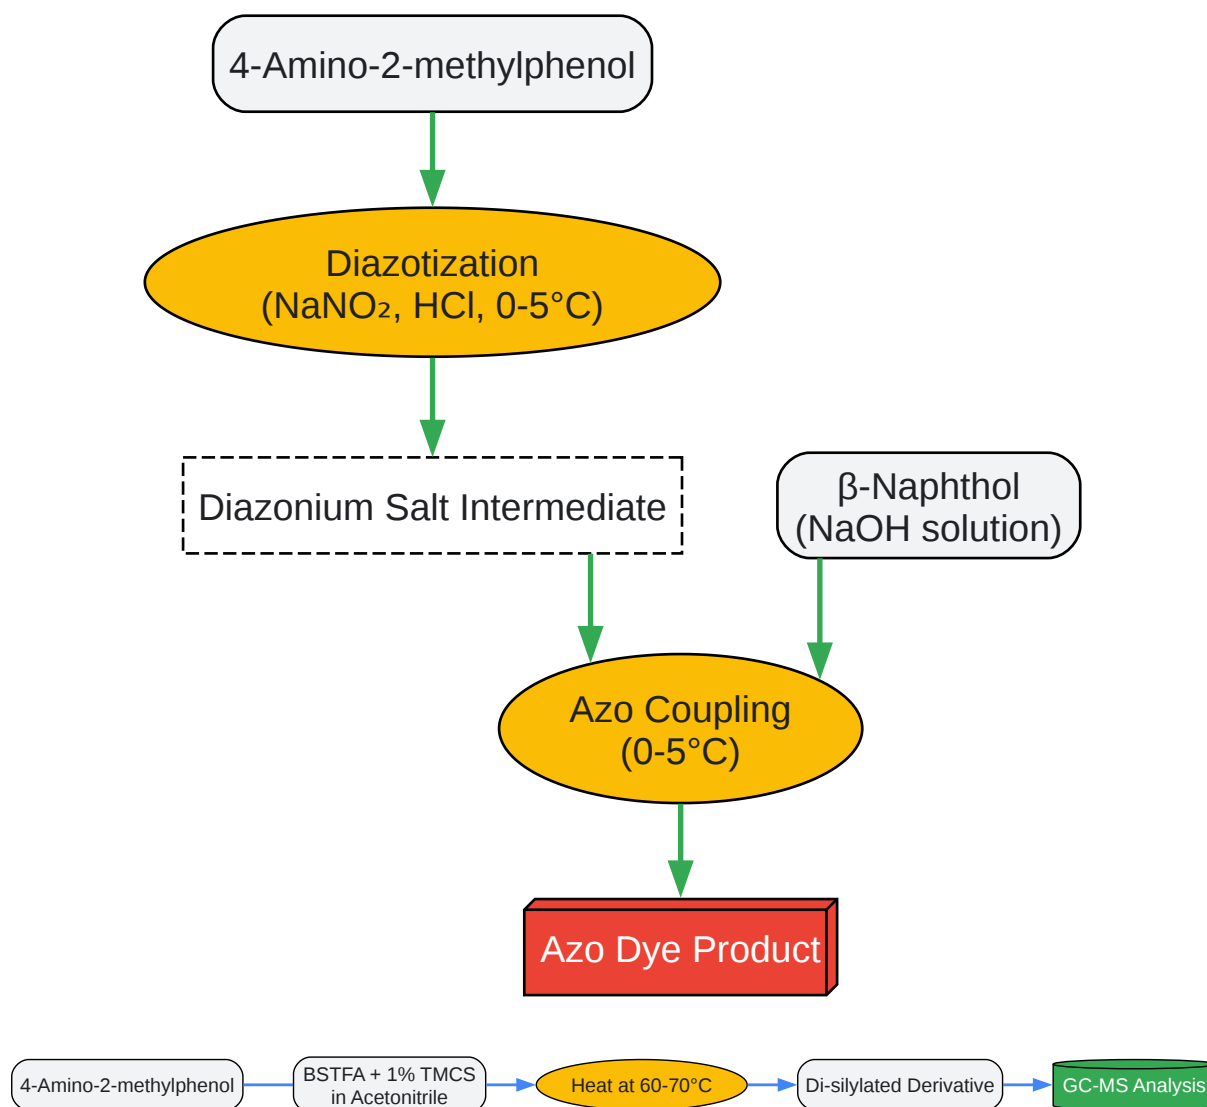 4-Amino-2-methylphenol
Diazotization
(NaNO₂, HCl, 0-5°C)
Diazonium Salt Intermediate
β-Naphthol
(NaOH solution)
Azo Coupling
(0-5°C)
Azo Dye Product
4-Amino-2-methylphenol
BSTFA + 1% TMCS
in Acetonitrile
Heat at 60-70°C
Di-silylated Derivative
GC-MS Analysis